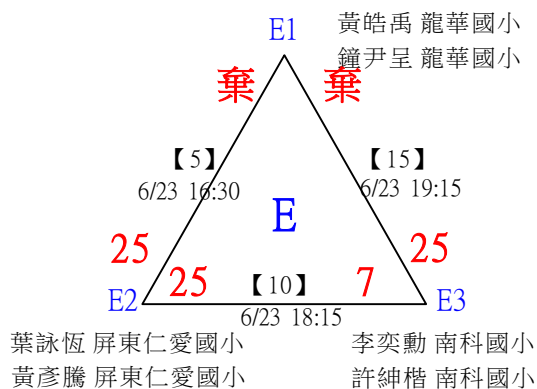 E1
黃皓禹 龍華國小
鐘尹呈 龍華國小
棄
棄
【5】
6/23 16:30
【15】
6/23 19:15
E
25
25
25
【10】
7
E2
6/23 18:15
E3
葉詠恆 屏東仁愛國小
黃彥騰 屏東仁愛國小
李奕勳 南科國小
許紳楷 南科國小